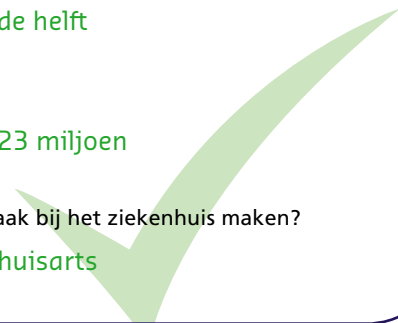 de helft
23 miljoen
aak bij het ziekenhuis maken?
huisarts